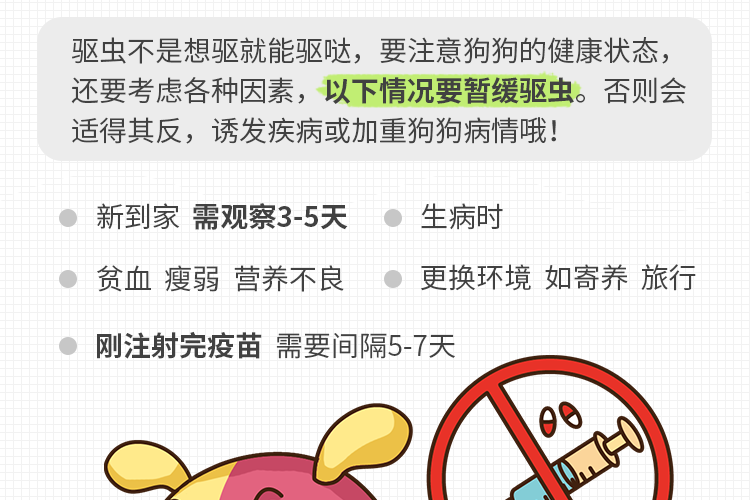 驱虫不是想驱就能驱哒，要注意狗狗的健康状态，
还要考虑各种因素，以下情况要暂缓驱虫。否则会
适得其反，诱发疾病或加重狗狗病情哦！
新到家 需观察3-5天
生病时
贫血 瘦弱 营养不良
更换环境 如寄养 旅行
刚注射完疫苗 需要间隔5-7天